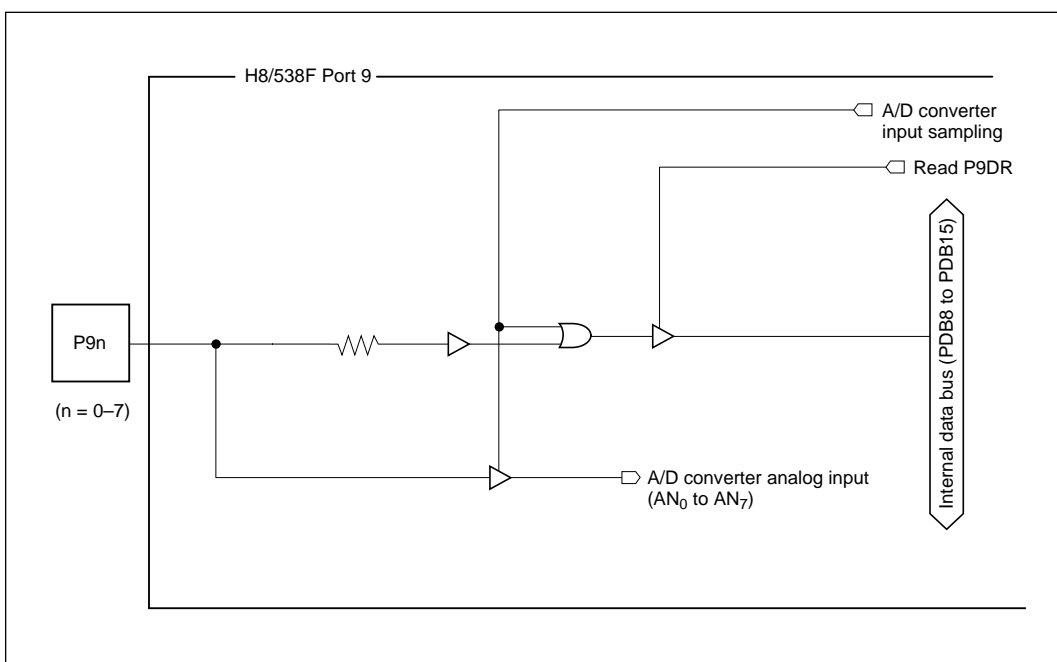 H8/538F Port 9
A/D converter
input sampling
Read P9DR
P9n
(n = 0–7)
A/D converter analog input
(AN0 to AN7)
Internal data bus (PDB8 to PDB15)